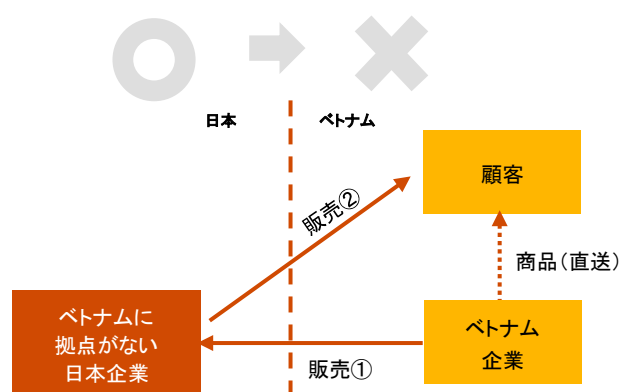 日本
ベトナム
顧客
販売②
商品(直送)
ベトナムに
拠点がない
日本企業
ベトナム
企業
販売①